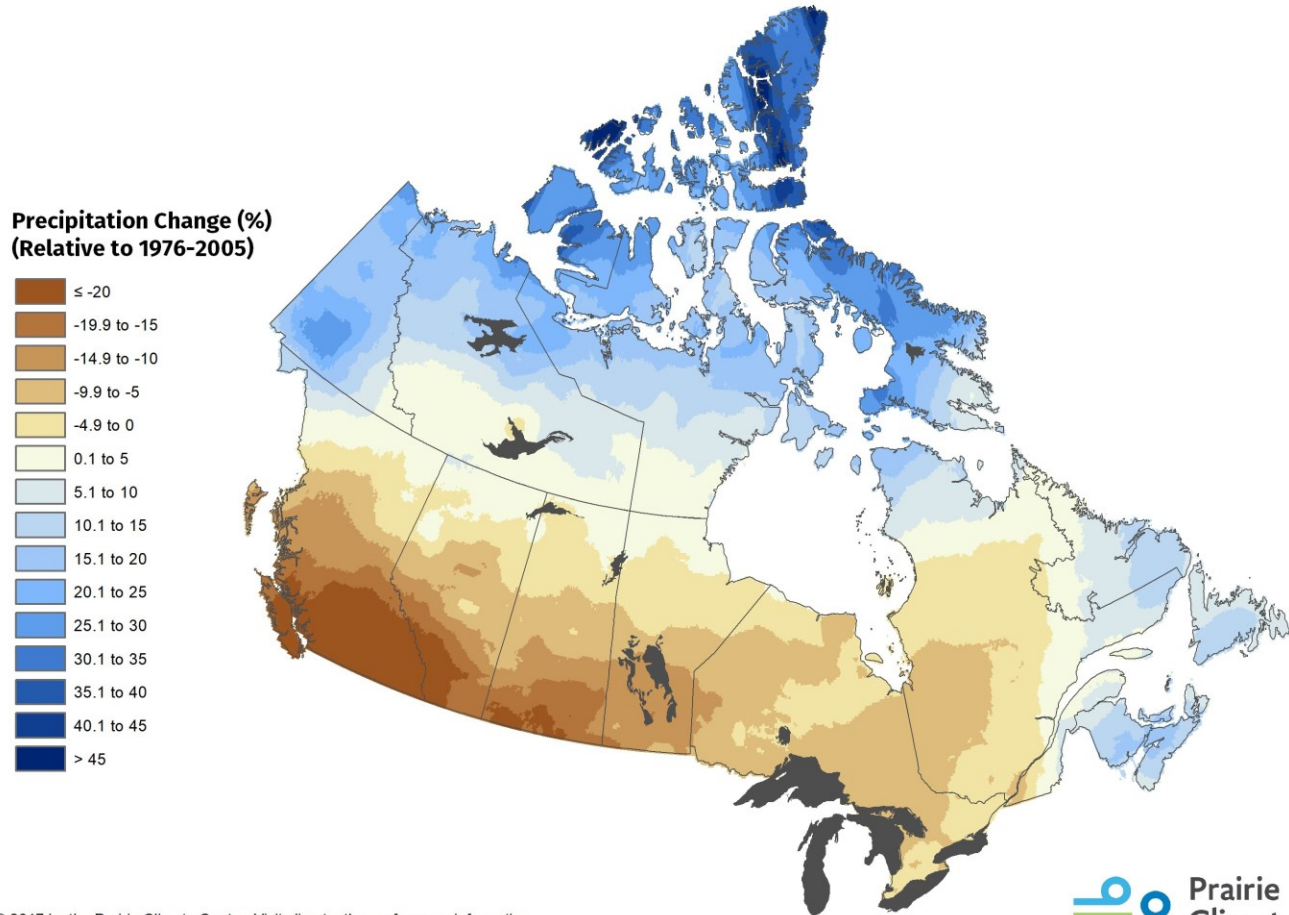 Precipitation Change (%)
(Relative to 1976-2005)
≤ -20
-19.9 to -15
-14.9 to -10
-9.9 to -5
-4.9 to 0
0.1 to 5
5.1 to 10
10.1 to 15
15.1 to 20
20.1 to 25
25.1 to 30
30.1 to 35
35.1 to 40
40.1 to 45
> 45
Prairie